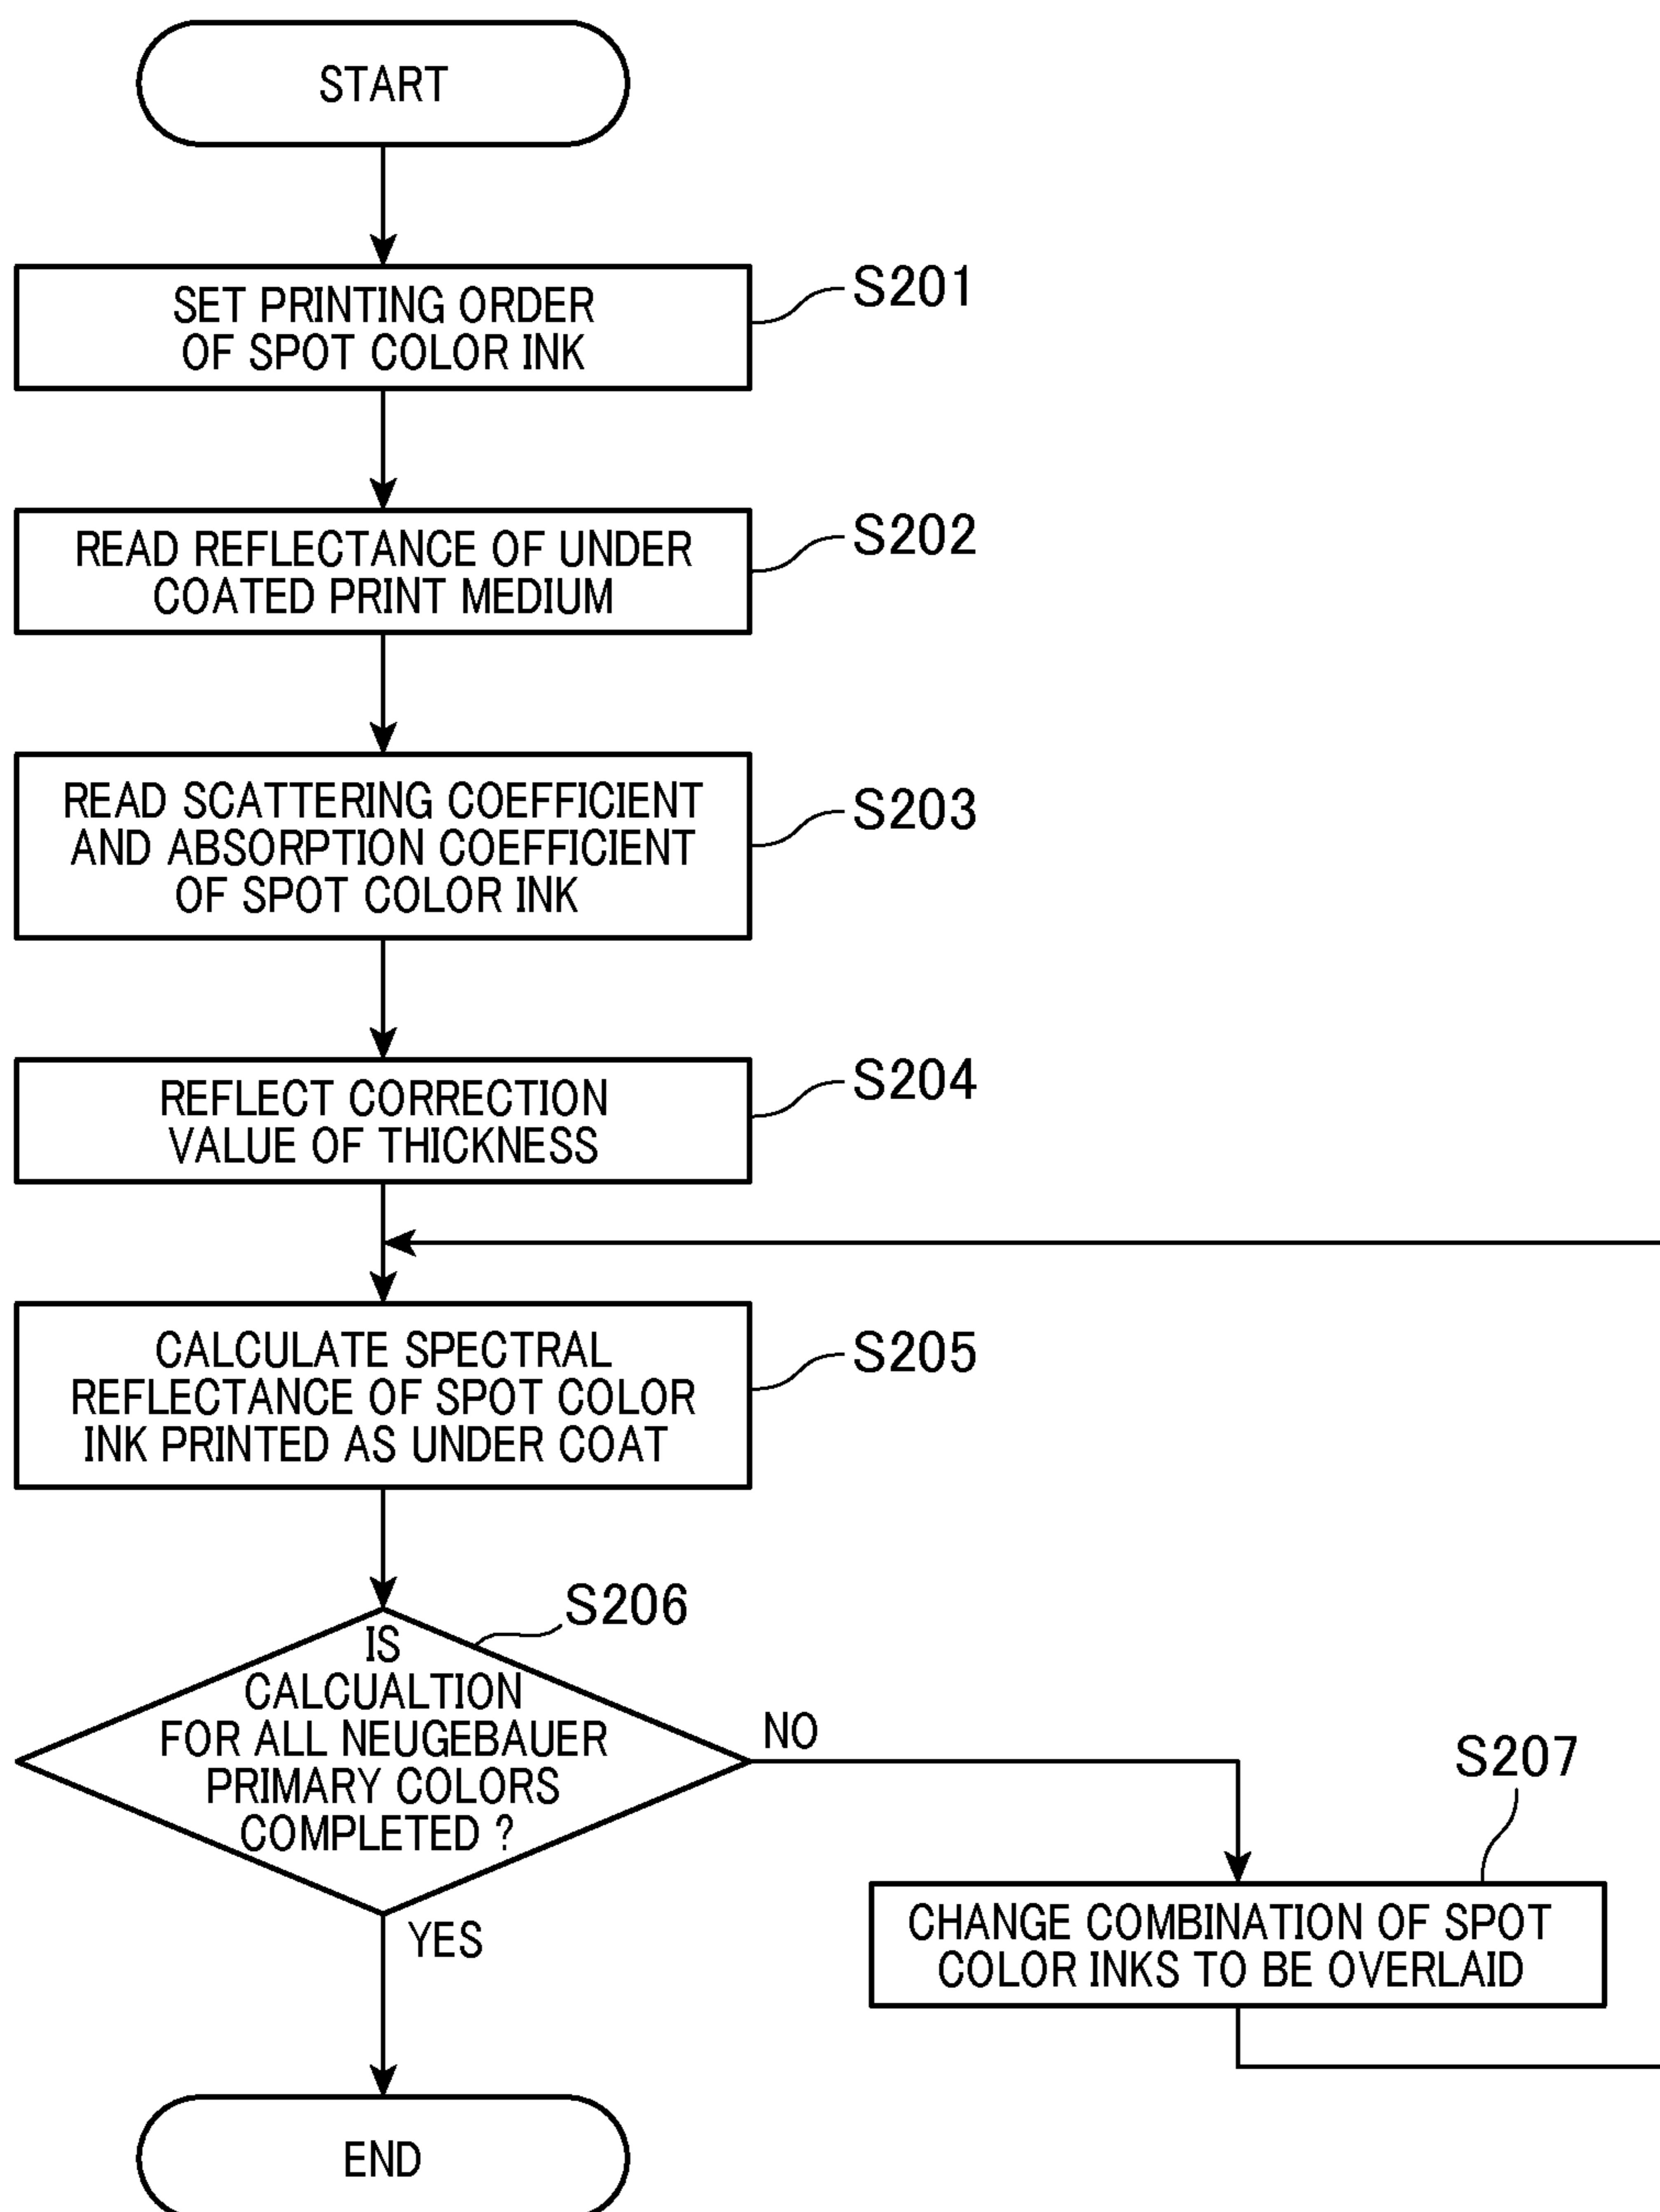 START
SET PRINTING ORDER
OF SPOT COLOR INK
S201
READ REFLECTANCE OF UNDER
COATED PRINT MEDIUM
S202
READ SCATTERING COEFFICIENT
AND ABSORPTION COEFFICIENT
OF SPOT COLOR INK
S203
REFLECT CORRECTION
VALUE OF THICKNESS
S204
CALCULATE SPECTRAL
REFLECTANCE OF SPOT COLOR
INK PRINTED AS UNDER COAT
S205
S206
IS
CALCUALTION
FOR ALL NEUGEBAUER
PRIMARY COLORS
COMPLETED ?
NO
YES
S207
CHANGE COMBINATION OF SPOT
COLOR INKS TO BE OVERLAID
END